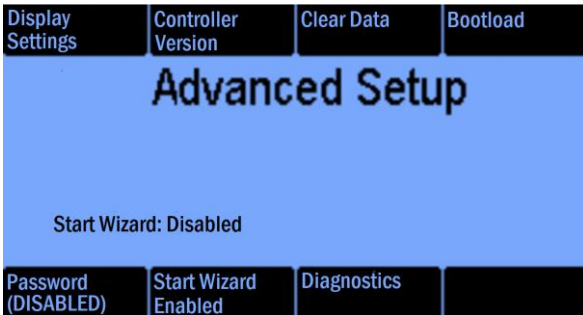 Display
Settings
Controller
Version
Clear Data
Bootload
Advanced Setup
Start Wizard: Disabled
Password
(DISABLED)
Start Wizard
Enabled
Diagnostics